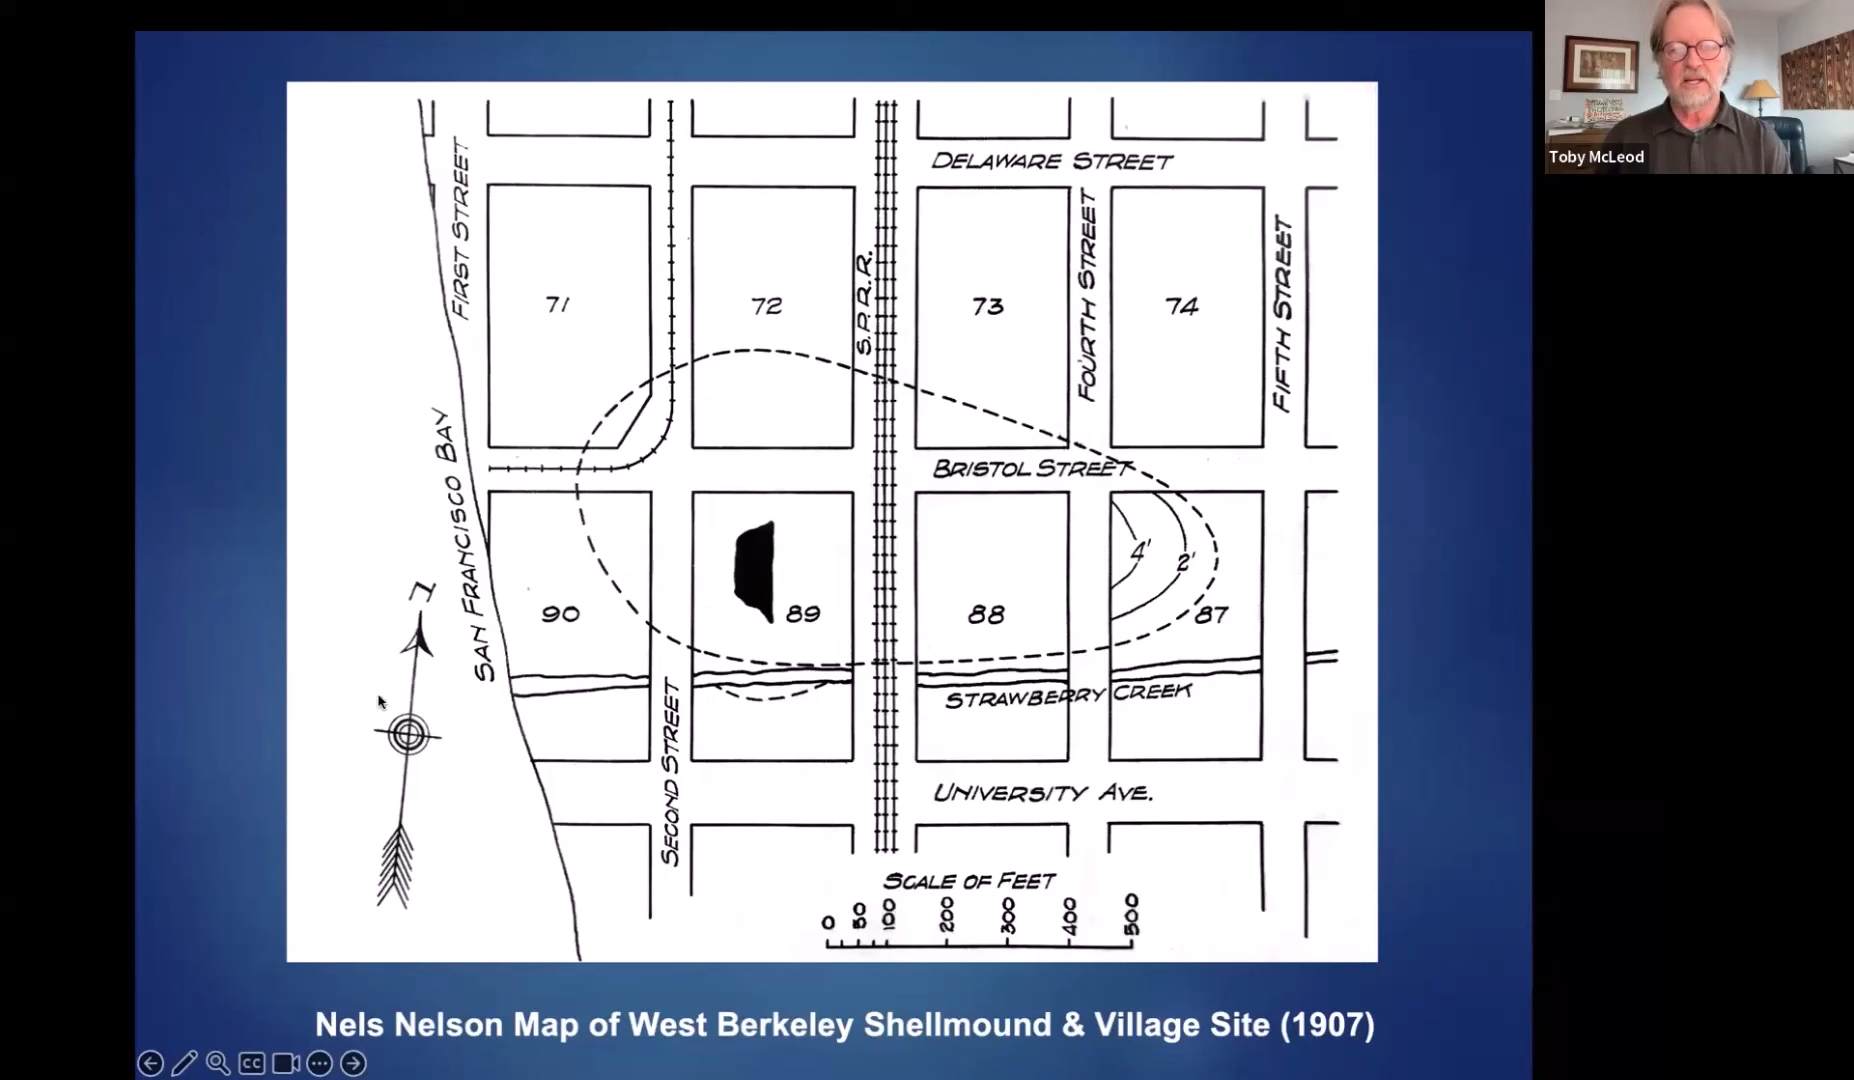 Toby McLeod
DELAWARE STREET
FIRST STREET
71
72
S.P.R.R.
73
FOURTH STREET
74
FIFTH STREET
SAN FRANCISCO BAY
BRISTOL STREET
90
89
88
4'
2'
87
STRAWBERRY CREEK
SECOND STREET
UNIVERSITY AVE.
SCALE OF FEET
0 50 100 200 300 400 500
N
Nels Nelson Map of West Berkeley Shellmound & Village Site (1907)
CC